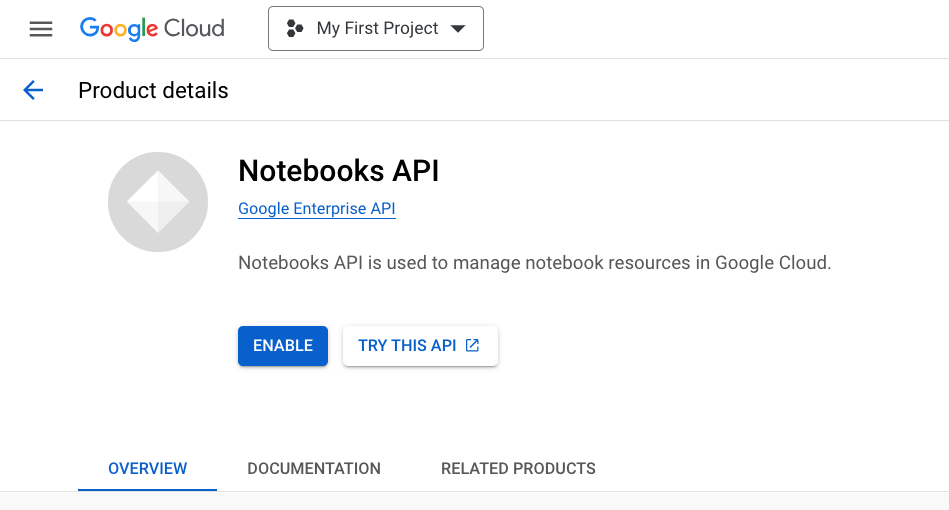 Google Cloud
My First Project
Product details
Notebooks API
Google Enterprise API
Notebooks API is used to manage notebook resources in Google Cloud.
ENABLE
TRY THIS API
OVERVIEW
DOCUMENTATION
RELATED PRODUCTS